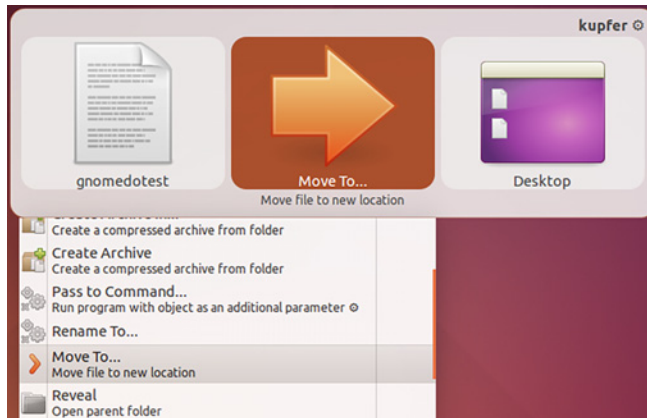 kupfer
gnomedotest
Move To...
Desktop
Move file to new location
Create a compressed archive from folder
Create Archive
Create a compressed archive from folder
Pass to Command...
Run program with object as an additional parameter ⚙
Rename To...
Move To...
Move file to new location
Reveal
Open parent folder